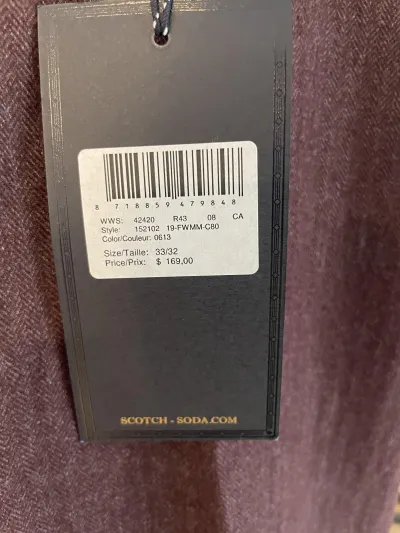 8 718859 479848
WWS: 42420 R43 08 CA
Style: 152102 19-FWMM-C80
Color/Couleur: 0613
Size/Taille: 33/32
Price/Prix: $ 169,00
SCOTCH - SODA.COM